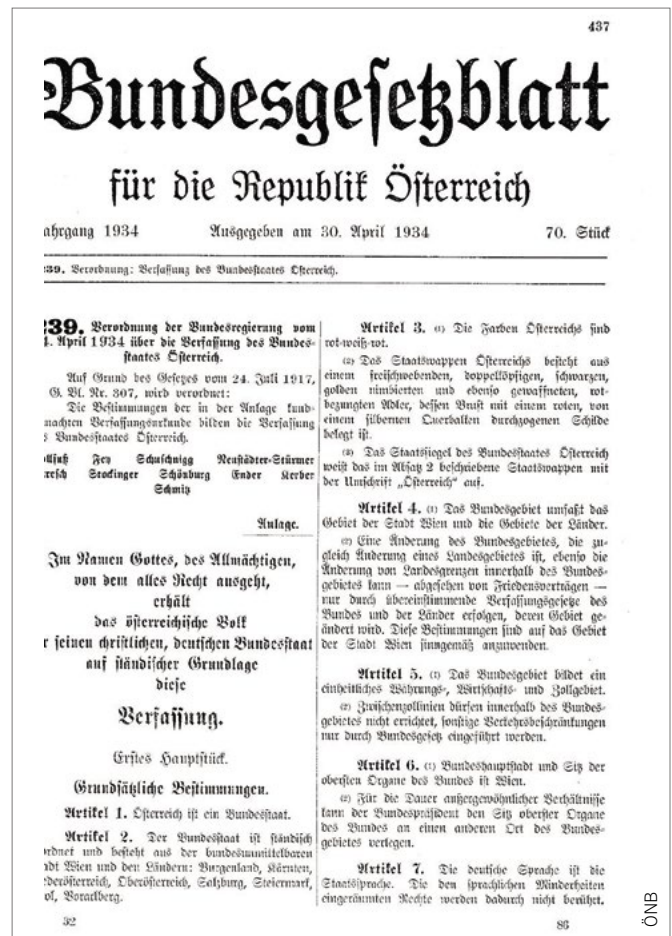 437
Bundesgesetzblatt
für die Republik Österreich
ahrgang 1934 Ausgegeben am 30. April 1934 70. Stück
39. Verordnung: Verfassung des Bundesstaates Österreich.
39. Verordnung der Bundesregierung vom
. April 1934 über die Verfassung des Bundes-
staates Österreich.
Auf Grund des Gesetzes vom 24. Juli 1917,
G. Bl. Nr. 307, wird verordnet:
Die Bestimmungen der in der Anlage kund-
machten Verfassungsurkunde bilden die Verfassung
s Bundesstaates Österreich.
llfuß Fey Schuschnigg Neustädter-Stürmer
resch Stockinger Schönburg Ender Kerber
Schmitz
Anlage.
Im Namen Gottes, des Allmächtigen,
von dem alles Recht ausgeht,
erhält
das österreichische Volk
r seinen christlichen, deutschen Bundesstaat
auf ständischer Grundlage
diese
Verfassung.
Erstes Hauptstück.
Grundsätzliche Bestimmungen.
Artikel 1. Österreich ist ein Bundesstaat.
Artikel 2. Der Bundesstaat ist ständisch
ordnet und besteht aus der bundesunmittelbaren
adt Wien und den Ländern: Burgenland, Kärnten,
ederösterreich, Oberösterreich, Salzburg, Steiermark,
ol, Vorarlberg.
32
Artikel 3. (1) Die Farben Österreichs sind
rot-weiß-rot.
(2) Das Staatswappen Österreichs besteht aus
einem freischwebenden, doppelköpfigen, schwarzen,
golden nimbierten und ebenso gewaffneten, rot-
bezungten Adler, dessen Brust mit einem roten, von
einem silbernen Querbalken durchzogenen Schilde
belegt ist.
(3) Das Staatssiegel des Bundesstaates Österreich
weist das im Absatz 2 beschriebene Staatswappen mit
der Umschrift „Österreich“ auf.
Artikel 4. (1) Das Bundesgebiet umfaßt das
Gebiet der Stadt Wien und die Gebiete der Länder.
(2) Eine Änderung des Bundesgebietes, die zu-
gleich Änderung eines Landesgebietes ist, ebenso die
Änderung von Landesgrenzen innerhalb des Bundes-
gebietes kann — abgesehen von Friedensverträgen —
nur durch übereinstimmende Verfassungsgesetze des
Bundes und der Länder erfolgen, deren Gebiet ge-
ändert wird. Diese Bestimmungen sind auf das Gebiet
der Stadt Wien sinngemäß anzuwenden.
Artikel 5. (1) Das Bundesgebiet bildet ein
einheitliches Währungs-, Wirtschafts- und Zollgebiet.
(2) Zwischenzollinien dürfen innerhalb des Bundes-
gebietes nicht errichtet, sonstige Verkehrsbeschränkungen
nur durch Bundesgesetz eingeführt werden.
Artikel 6. (1) Bundeshauptstadt und Sitz der
obersten Organe des Bundes ist Wien.
(2) Für die Dauer außergewöhnlicher Verhältnisse
kann der Bundespräsident den Sitz oberster Organe
des Bundes an einen anderen Ort des Bundes-
gebietes verlegen.
Artikel 7. Die deutsche Sprache ist die
Staatssprache. Die den sprachlichen Minderheiten
eingeräumten Rechte werden dadurch nicht berührt.
86
ÖNB